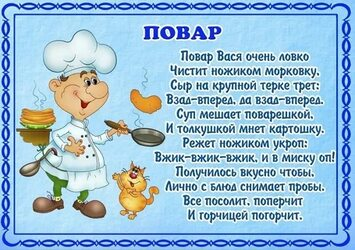 ПОВАР
Повар Вася очень ловко
Чистит ножиком морковку,
Сыр на крупной терке трет:
Взад-вперед, да взад-вперед.
Суп мешает поварешкой,
И толкушкой мнет картошку.
Режет ножиком укроп:
Вжик-вжик-вжик, и в миску оп!
Получилось вкусно чтобы,
Лично с блюд снимает пробы.
Все посолит, поперчит
И горчицей погорчит.